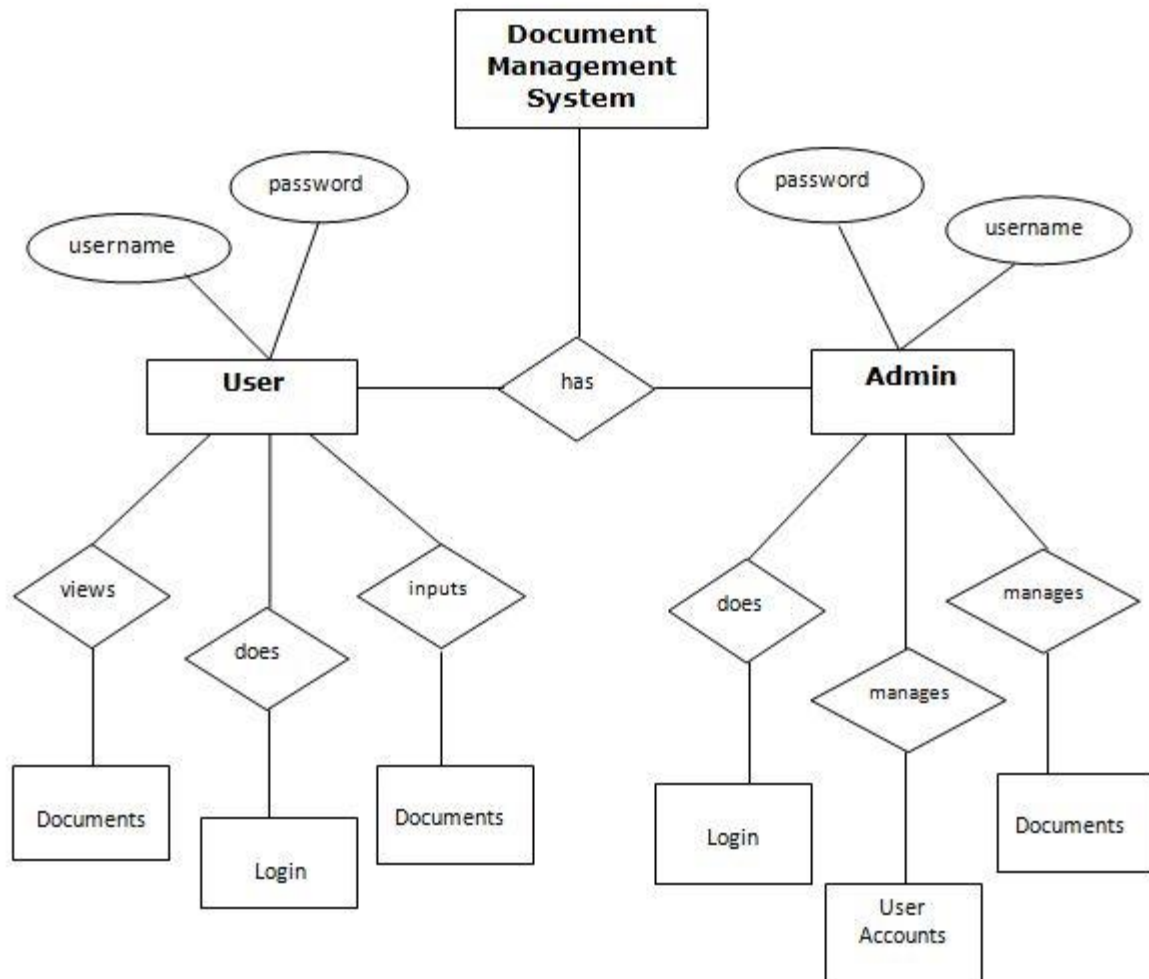 Document
Management
System
password
username
password
username
User
has
Admin
views
does
inputs
does
manages
manages
Documents
Login
Documents
Login
User
Accounts
Documents